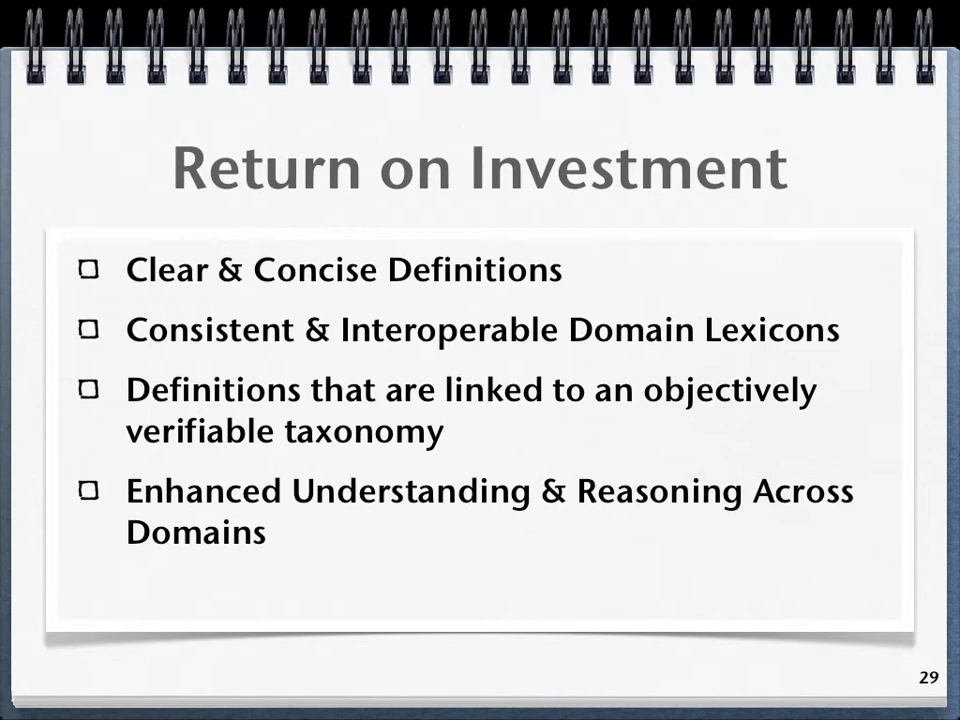 Return on Investment
Clear & Concise Definitions
Consistent & Interoperable Domain Lexicons
Definitions that are linked to an objectively
verifiable taxonomy
Enhanced Understanding & Reasoning Across
Domains
29